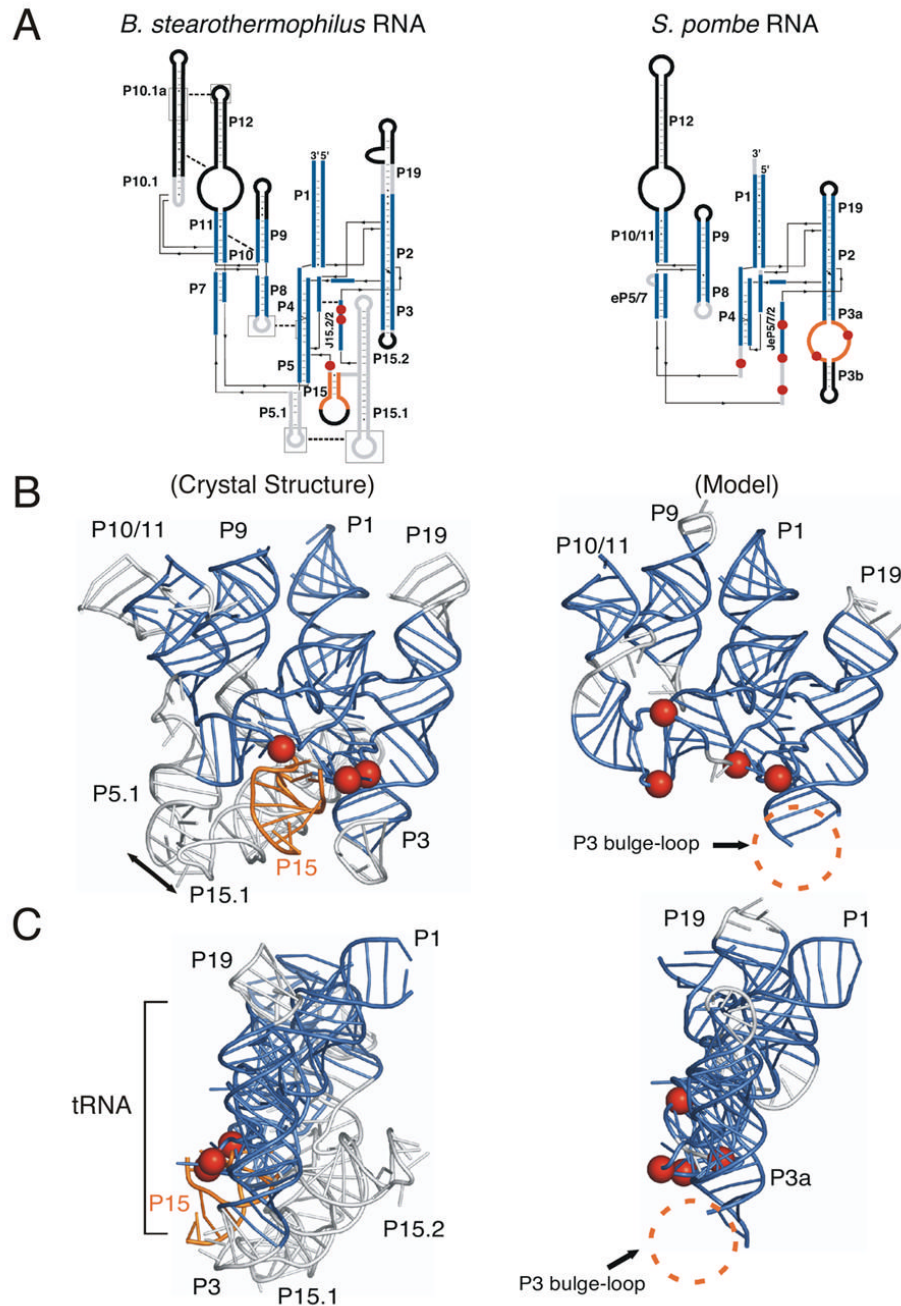 A
B. stearothermophilus RNA
S. pombe RNA
P10.1a
P12
P10.1
P11
P10
P9
P7
P8
P4
P5
P5.1
3' 5'
P1
P19
P2
P3
J15.2/2
P15
P15.2
P15.1
P12
P10/11
P9
P8
eP5/7
3'
5'
P1
P4
JeP5/7/2
P19
P2
P3a
P3b
B
(Crystal Structure)
(Model)
P10/11
P9
P1
P19
P5.1
P15
P3
P15.1
P9
P10/11
P1
P19
P3 bulge-loop
C
P19
P1
tRNA
P15
P3
P15.1
P15.2
P19
P1
P3a
P3 bulge-loop